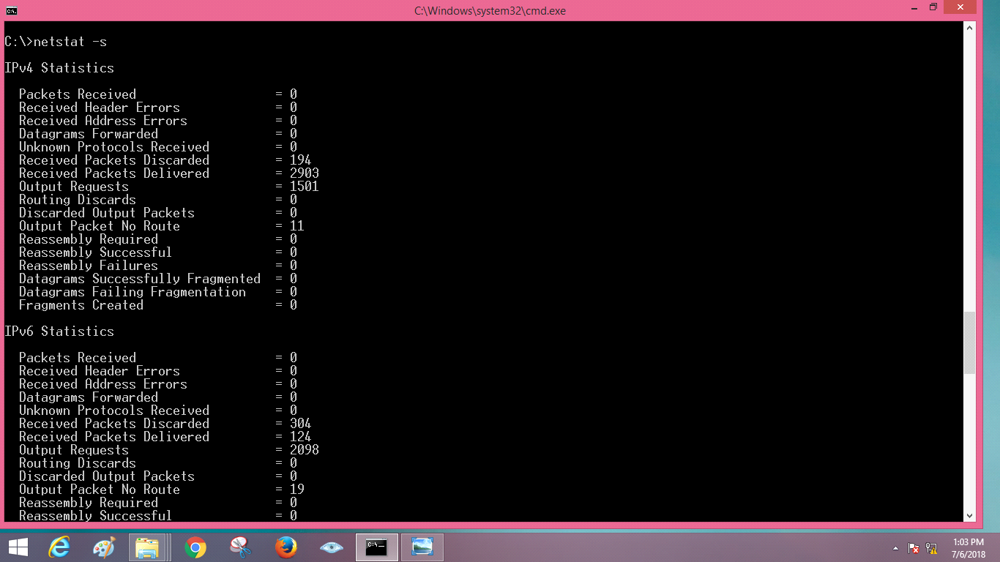 C:\Windows\system32\cmd.exe
C:\>netstat -s
IPv4 Statistics
Packets Received = 0
Received Header Errors = 0
Received Address Errors = 0
Datagrams Forwarded = 0
Unknown Protocols Received = 0
Received Packets Discarded = 194
Received Packets Delivered = 2903
Output Requests = 1501
Routing Discards = 0
Discarded Output Packets = 0
Output Packet No Route = 11
Reassembly Required = 0
Reassembly Successful = 0
Reassembly Failures = 0
Datagrams Successfully Fragmented = 0
Datagrams Failing Fragmentation = 0
Fragments Created = 0
IPv6 Statistics
Packets Received = 0
Received Header Errors = 0
Received Address Errors = 0
Datagrams Forwarded = 0
Unknown Protocols Received = 0
Received Packets Discarded = 304
Received Packets Delivered = 124
Output Requests = 2098
Routing Discards = 0
Discarded Output Packets = 0
Output Packet No Route = 19
Reassembly Required = 0
Reassembly Successful = 0
1:03 PM
7/6/2018